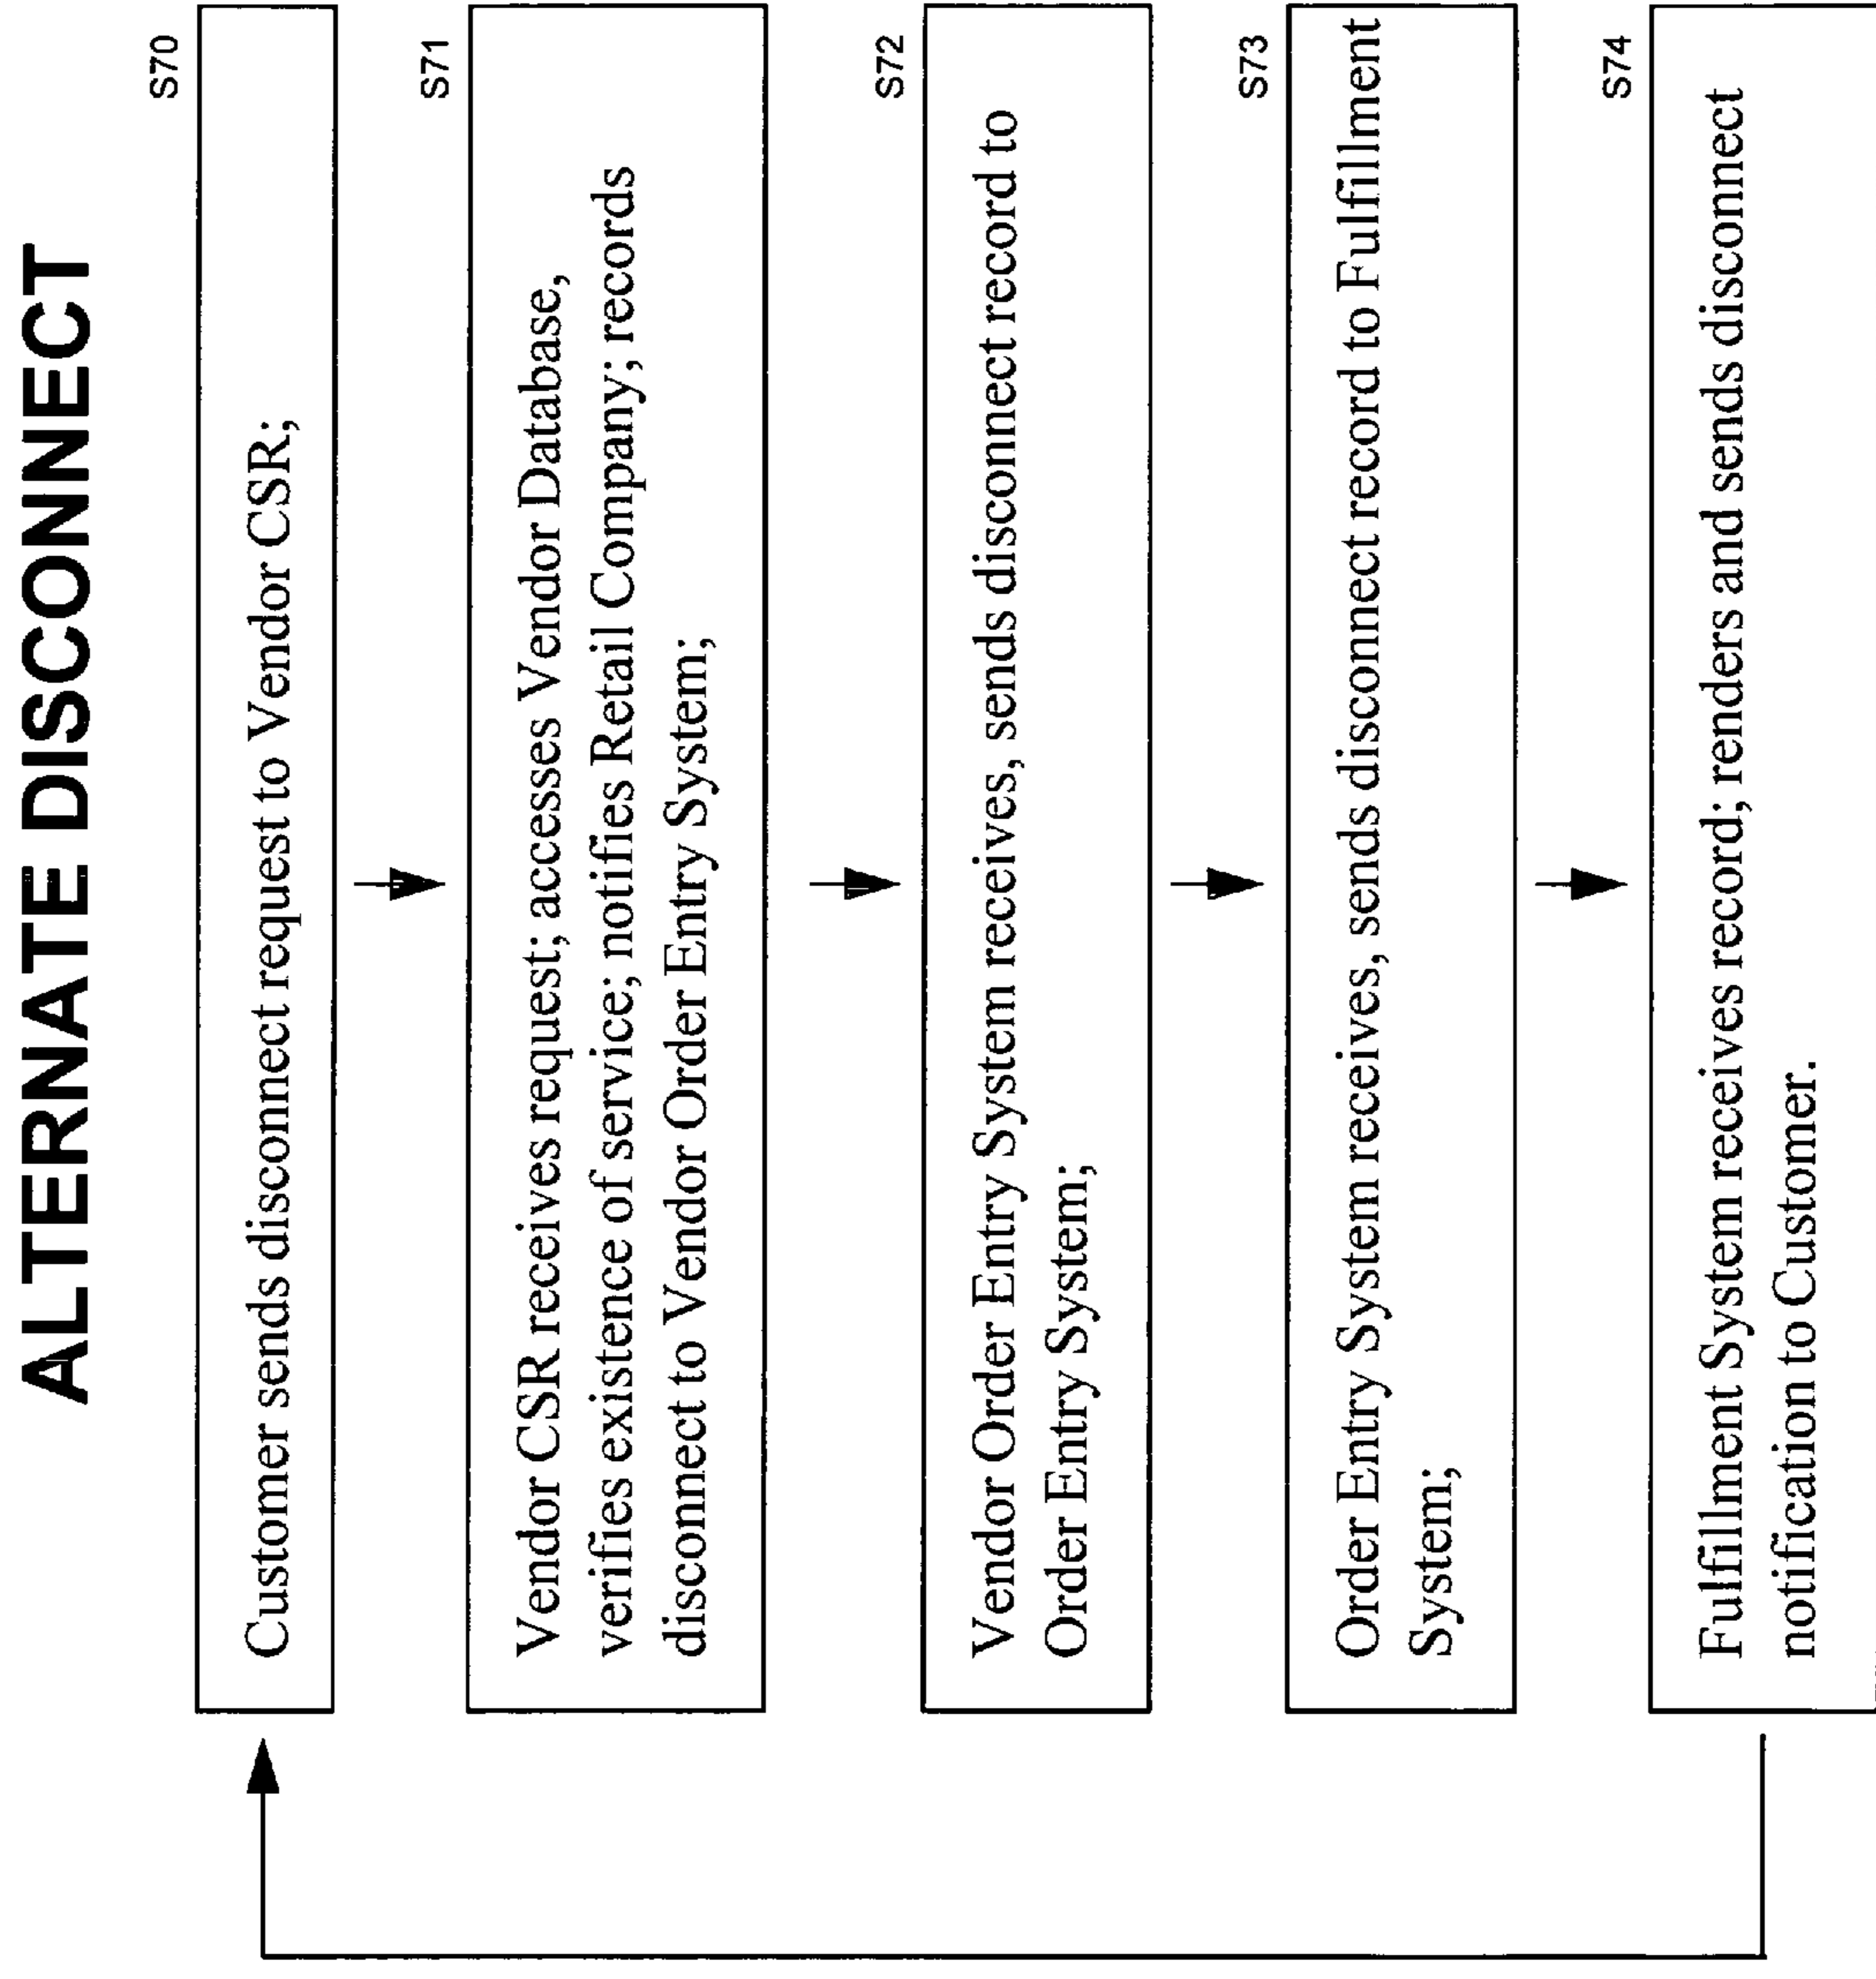 ALTERNATE DISCONNECT
S70
Customer sends disconnect request to Vendor CSR;
S71
Vendor CSR receives request; accesses Vendor Database,
verifies existence of service; notifies Retail Company; records
disconnect to Vendor Order Entry System;
S72
Vendor Order Entry System receives, sends disconnect record to
Order Entry System;
S73
Order Entry System receives, sends disconnect record to Fulfillment
System;
S74
Fulfillment System receives record; renders and sends disconnect
notification to Customer.